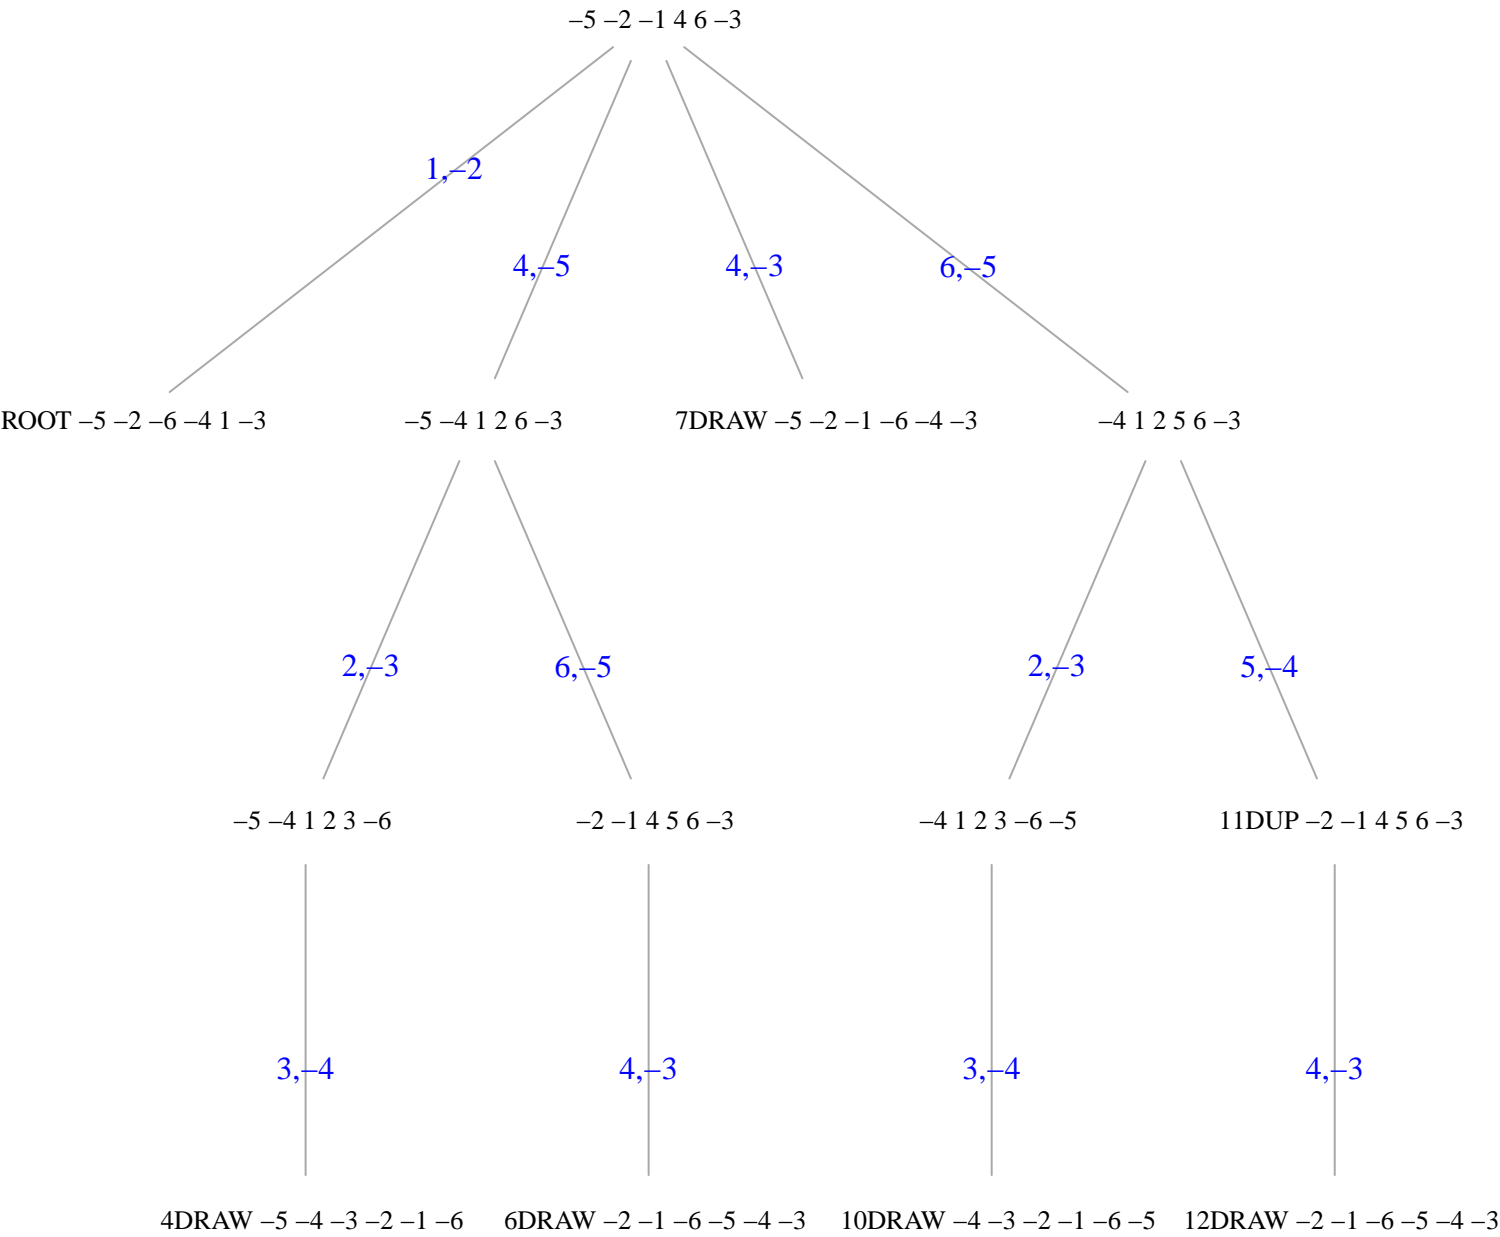 –5 –2 –1 4 6 –3
1,–2
4,–5
4,–3
6,–5
ROOT –5 –2 –6 –4 1 –3
–5 –4 1 2 6 –3
7DRAW –5 –2 –1 –6 –4 –3
–4 1 2 5 6 –3
2,–3
6,–5
2,–3
5,–4
–5 –4 1 2 3 –6
–2 –1 4 5 6 –3
–4 1 2 3 –6 –5
11DUP –2 –1 4 5 6 –3
3,–4
4,–3
3,–4
4,–3
4DRAW –5 –4 –3 –2 –1 –6
6DRAW –2 –1 –6 –5 –4 –3
10DRAW –4 –3 –2 –1 –6 –5
12DRAW –2 –1 –6 –5 –4 –3